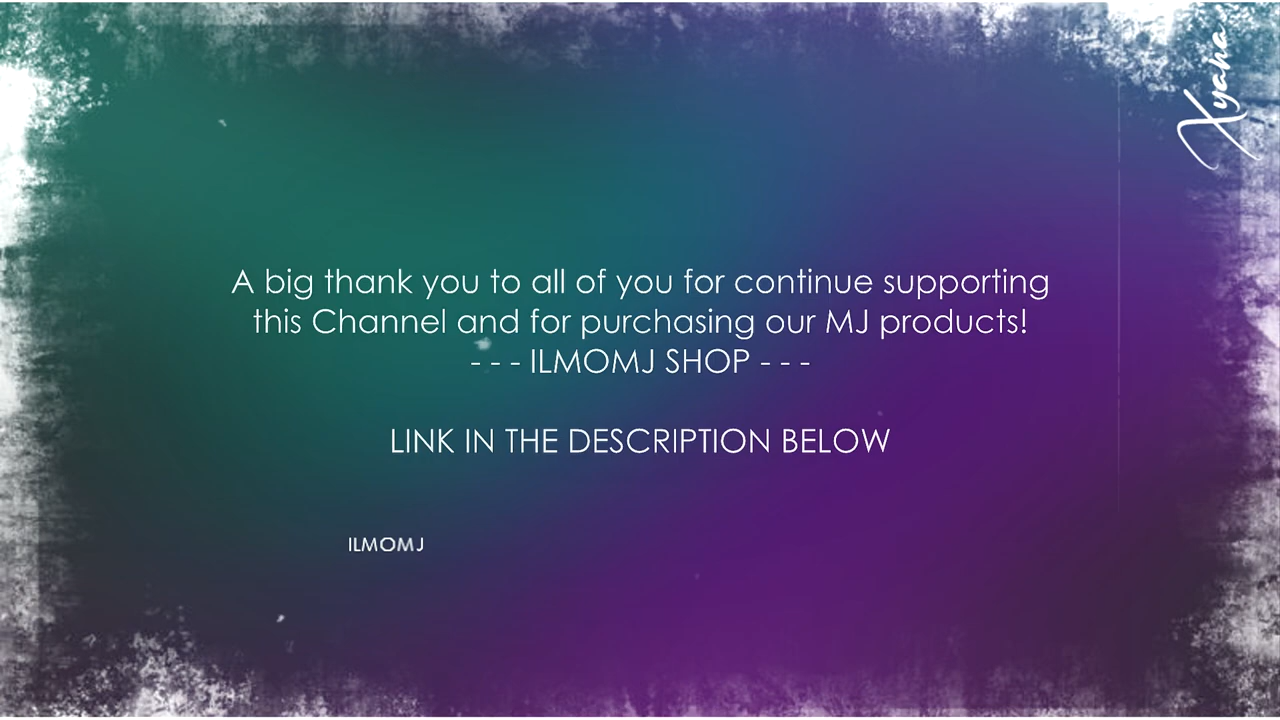 Xyaha
A big thank you to all of you for continue supporting
this Channel and for purchasing our MJ products!
- - - ILMOMJ SHOP - - -
LINK IN THE DESCRIPTION BELOW
ILMOMJ